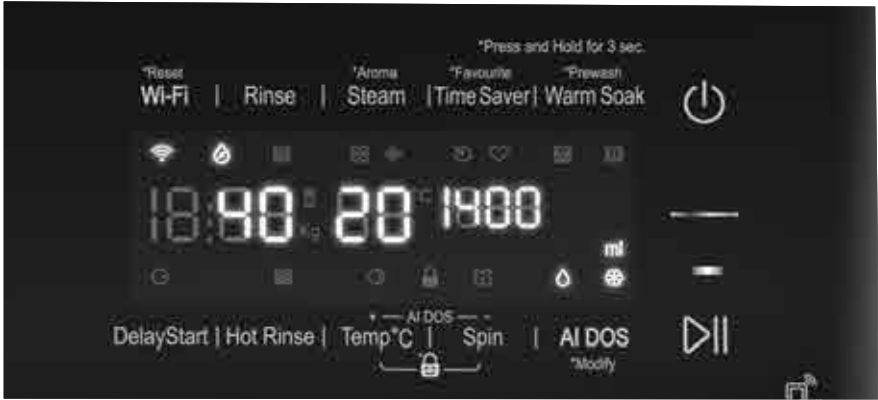 *Press and Hold for 3 sec.
*Reset *Aroma *Favourite *Prewash
Wi-Fi | Rinse | Steam | Time Saver | Warm Soak
40 20 1400
ml
+ — AI DOS — -
DelayStart | Hot Rinse | Temp°C | Spin | AI DOS
*Modify